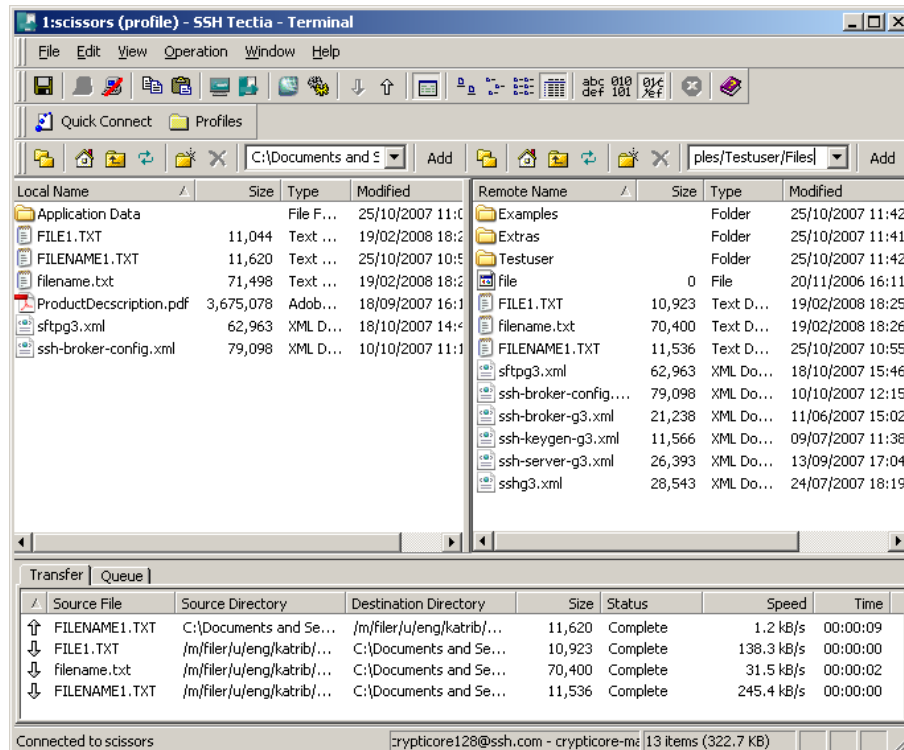 1:scissors (profile) - SSH Tectia - Terminal
File Edit View Operation Window Help
abc def 010 101
Quick Connect Profiles
C:\Documents and S Add ples/Testuser/Files Add
Local Name Size Type Modified
Application Data File F... 25/10/2007 11:0
FILE1.TXT 11,044 Text ... 19/02/2008 18:2
FILENAME1.TXT 11,620 Text ... 25/10/2007 10:5
filename.txt 71,498 Text ... 19/02/2008 18:2
ProductDecscription.pdf 3,675,078 Adob... 18/09/2007 16:1
sftpg3.xml 62,963 XML D... 18/10/2007 14:4
ssh-broker-config.xml 79,098 XML D... 10/10/2007 11:1
Remote Name Size Type Modified
Examples Folder 25/10/2007 11:42
Extras Folder 25/10/2007 11:41
Testuser Folder 25/10/2007 11:42
file 0 File 20/11/2006 16:11
FILE1.TXT 10,923 Text D... 19/02/2008 18:25
filename.txt 70,400 Text D... 19/02/2008 18:26
FILENAME1.TXT 11,536 Text D... 25/10/2007 10:55
sftpg3.xml 62,963 XML Do... 18/10/2007 15:46
ssh-broker-config.... 79,098 XML Do... 10/10/2007 12:15
ssh-broker-g3.xml 21,238 XML Do... 11/06/2007 15:02
ssh-keygen-g3.xml 11,566 XML Do... 09/07/2007 11:38
ssh-server-g3.xml 26,393 XML Do... 13/09/2007 17:04
sshg3.xml 28,543 XML Do... 24/07/2007 18:19
Transfer Queue
Source File Source Directory Destination Directory Size Status Speed Time
FILENAME1.TXT C:\Documents and Se... /m/filer/u/eng/katrib/... 11,620 Complete 1.2 kB/s 00:00:09
FILE1.TXT /m/filer/u/eng/katrib/... C:\Documents and Se... 10,923 Complete 138.3 kB/s 00:00:00
filename.txt /m/filer/u/eng/katrib/... C:\Documents and Se... 70,400 Complete 31.5 kB/s 00:00:02
FILENAME1.TXT /m/filer/u/eng/katrib/... C:\Documents and Se... 11,536 Complete 245.4 kB/s 00:00:00
Connected to scissors crypticore128@ssh.com - crypticore-ma 13 items (322.7 KB)